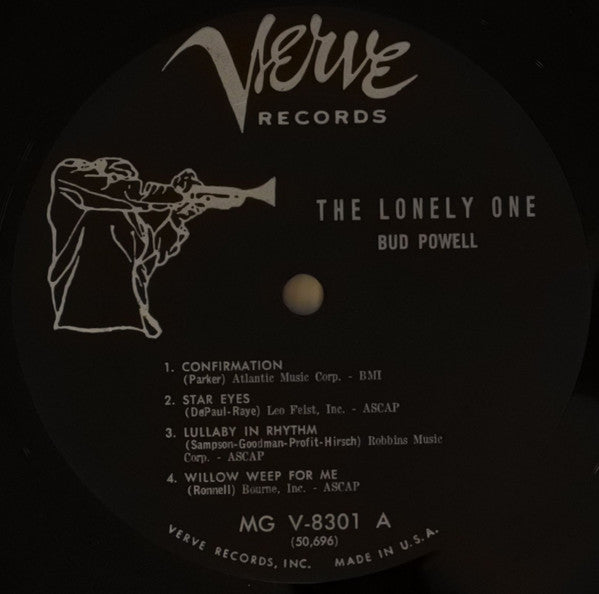 Verve
RECORDS
THE LONELY ONE
BUD POWELL
1. CONFIRMATION
(Parker) Atlantic Music Corp. - BMI
2. STAR EYES
(DePaul-Raye) Leo Feist, Inc. - ASCAP
3. LULLABY IN RHYTHM
(Sampson-Goodman-Profit-Hirsch) Robbins Music
Corp. - ASCAP
4. WILLOW WEEP FOR ME
(Ronnell) Bourne, Inc. - ASCAP
MG V-8301 A
(50,696)
VERVE RECORDS, INC. MADE IN U.S.A.